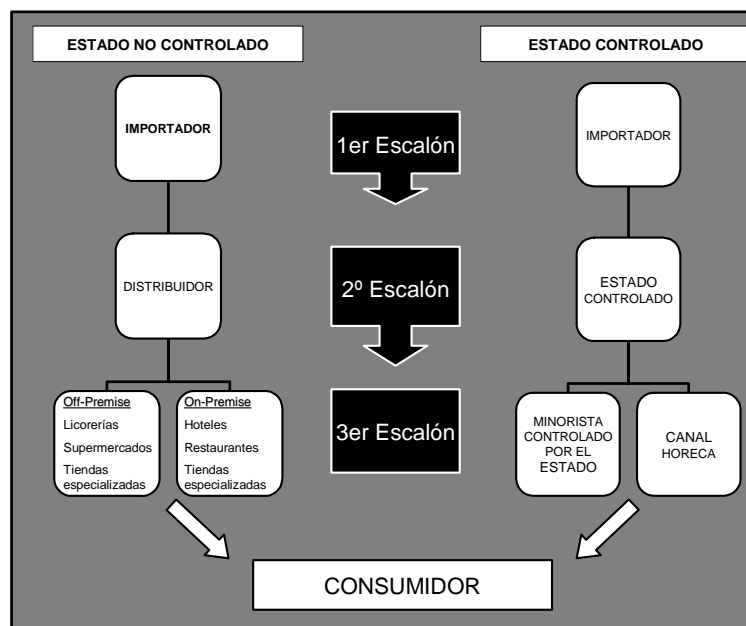 ESTADO NO CONTROLADO
ESTADO CONTROLADO
IMPORTADOR
1er Escalón
IMPORTADOR
DISTRIBUIDOR
2º Escalón
ESTADO
CONTROLADO
Off-Premise
Licorerías
Supermercados
Tiendas
especializadas
On-Premise
Hoteles
Restaurantes
Tiendas
especializadas
3er Escalón
MINORISTA
CONTROLADO
POR EL
ESTADO
CANAL
HORECA
CONSUMIDOR